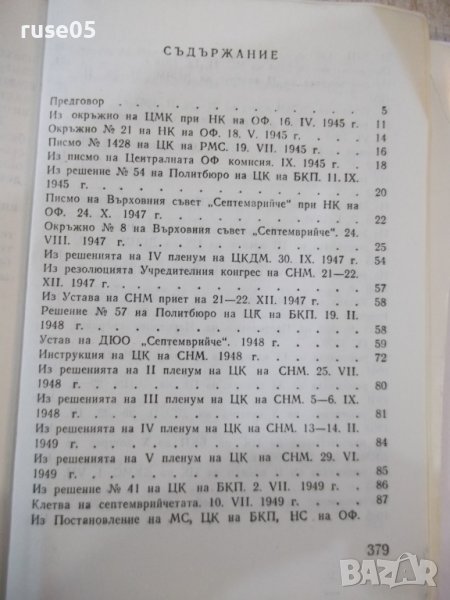 ruse05
СЪДЪРЖАНИЕ
Предговор . . . . . . . . . . . . 5
Из окръжно на ЦМК при НК на ОФ. 16. IV. 1945 г. 11
Окръжно № 21 на НК на ОФ. 18. V. 1945 г. . . 14
Писмо № 1428 на ЦК на РМС. 19. VII. 1945 г. . . 16
Из писмо на Централната ОФ комисия. IX. 1945 г. . 18
Из решение № 54 на Политбюро на ЦК на БКП. 11. IX.
1945 г. . . . . . . . . . . . . 20
Писмо на Върховния съвет „Септемврийче“ при НК на
ОФ. 24. X. 1947 г. . . . . . . . . . 22
Окръжно № 8 на Върховния съвет „Септемврийче“. 24.
VIII. 1947 г. . . . . . . . . . . . 25
Из решенията на IV пленум на ЦКДМ. 30. IX. 1947 г. 54
Из резолюцията Учредителния конгрес на СНМ. 21—22.
XII. 1947 г. . . . . . . . . . . . 57
Из Устава на СНМ приет на 21—22. XII. 1947 г. . 58
Решение № 57 на Политбюро на ЦК на БКП. 19. II.
1948 г. . . . . . . . . . . . . 58
Устав на ДЮО „Септемврийче“. 1948 г. . . . . 59
Инструкция на ЦК на СНМ. 1948 г. . . . . . 72
Из решенията на II пленум на ЦК на СНМ. 25. VII.
1948 г. . . . . . . . . . . . . 80
Из решенията на III пленум на ЦК на СНМ. 5—6. IX.
1948 г. . . . . . . . . . . . . 81
Из решенията на IV пленум на ЦК на СНМ. 13—14. II.
1949 г. . . . . . . . . . . . . 84
Из решенията на V пленум на ЦК на СНМ. 29. VI.
1949 г. . . . . . . . . . . . . 85
Из решение № 41 на ЦК на БКП. 2. VII. 1949 г. . 86
Клетва на септемврийчетата. 10. VII. 1949 г. . . . 87
Из Постановление на МС, ЦК на БКП, НС на ОФ.
379
BAZAR